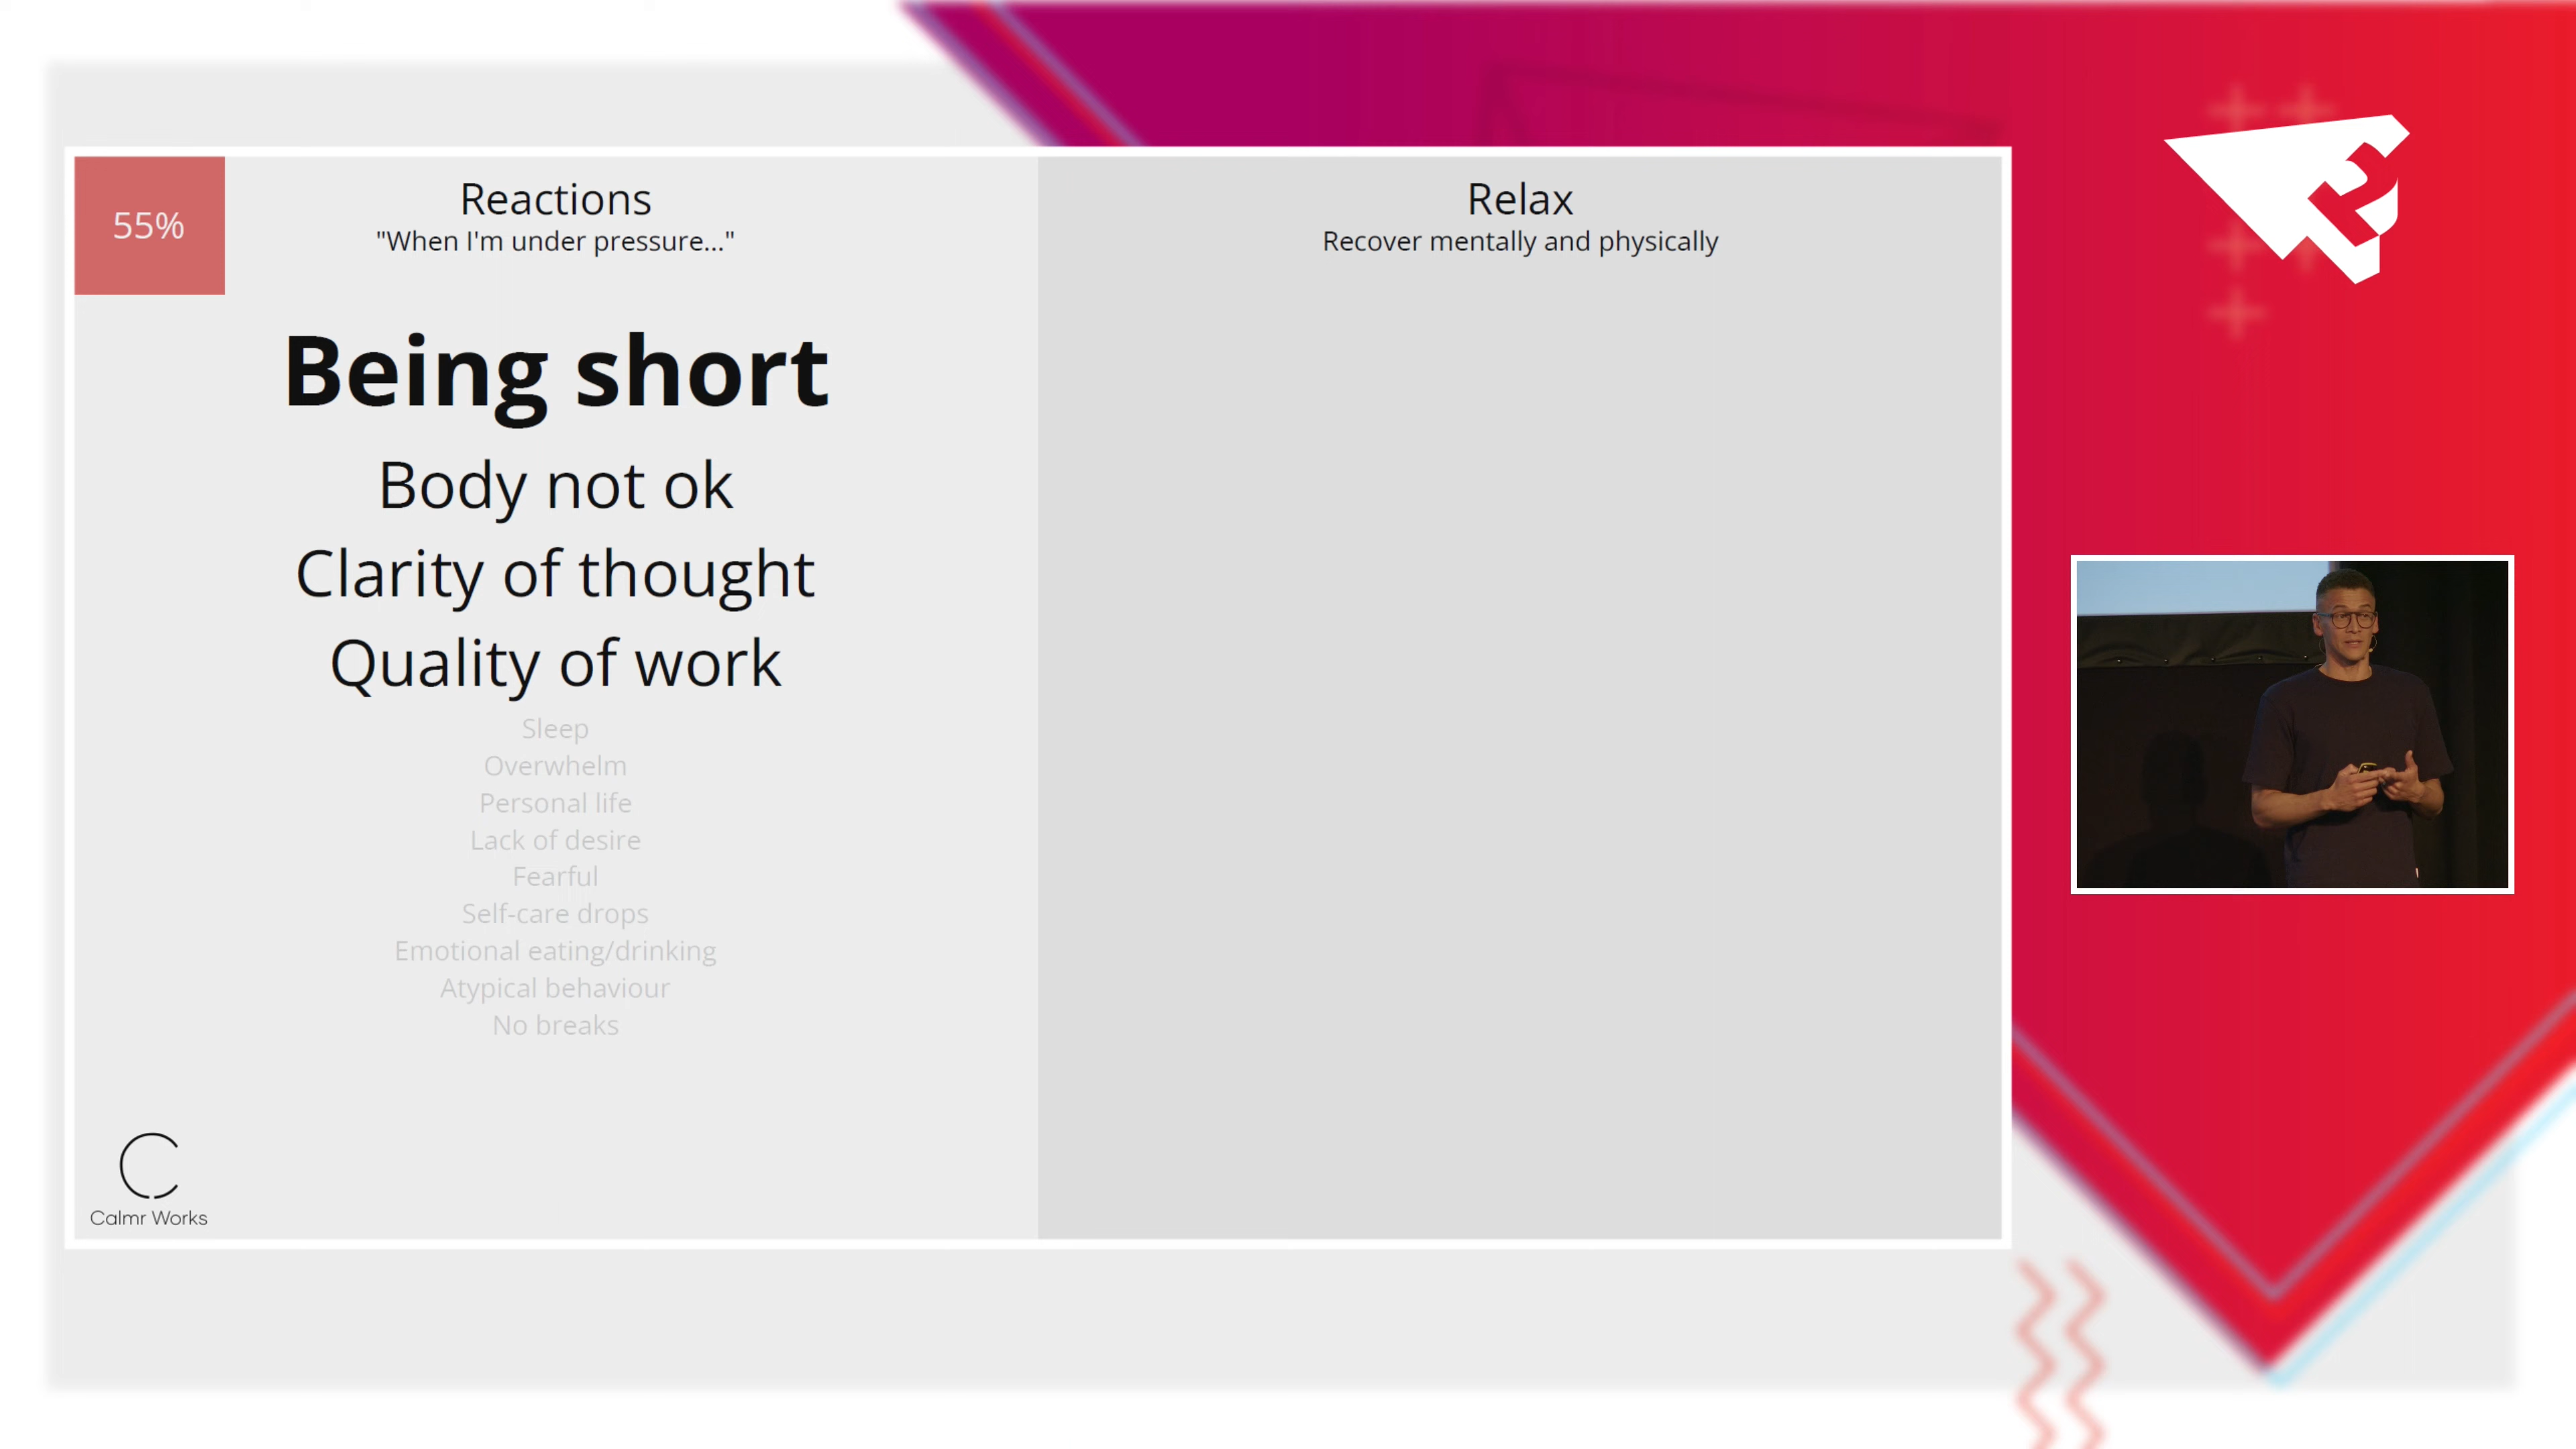 55%
Reactions
"When I'm under pressure..."
Being short
Body not ok
Clarity of thought
Quality of work
Sleep
Overwhelm
Personal life
Lack of desire
Fearful
Self-care drops
Emotional eating/drinking
Atypical behaviour
No breaks
Calmr Works
Relax
Recover mentally and physically